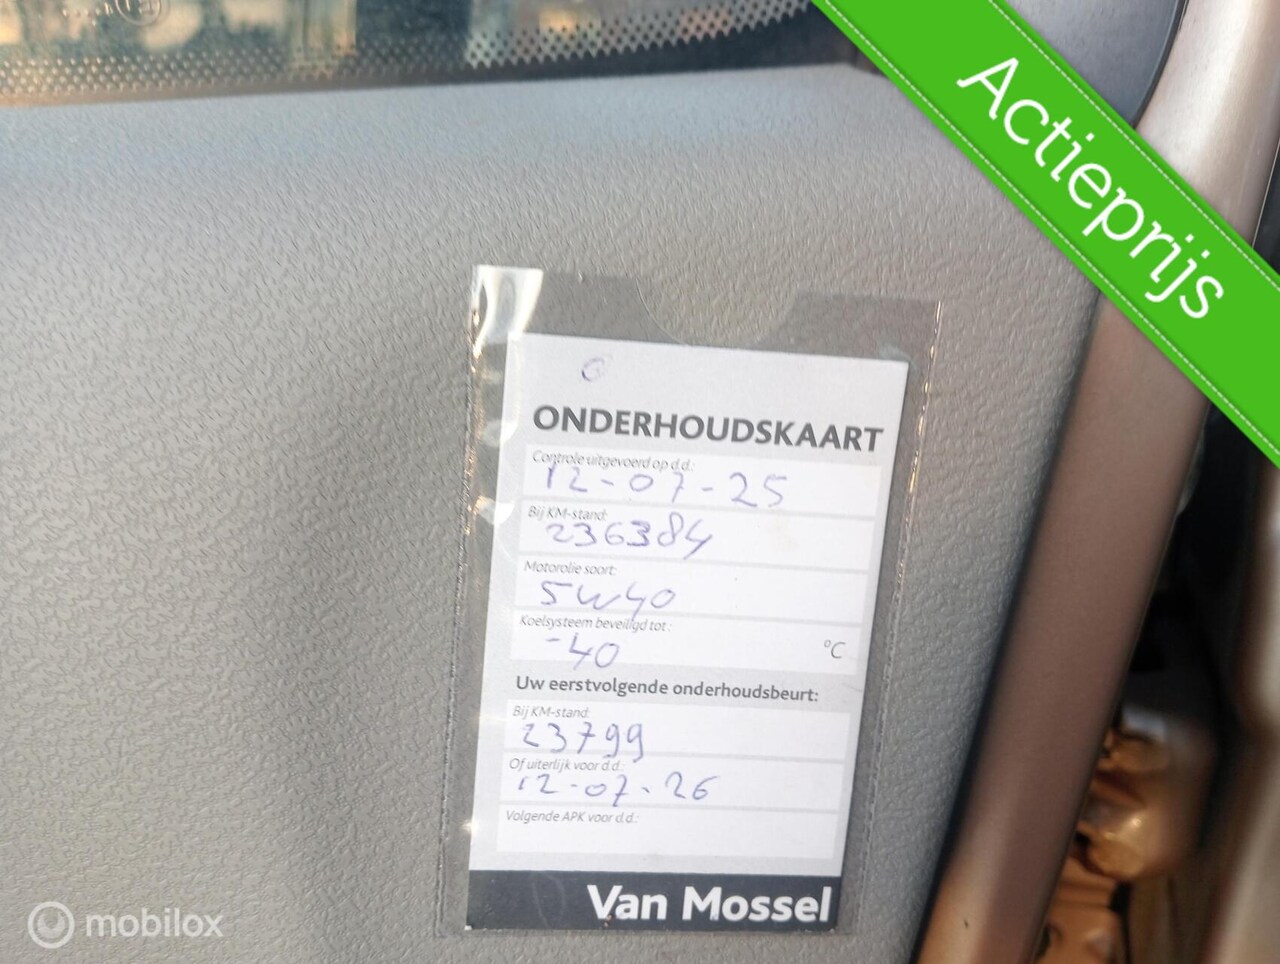 Actieprijs
ONDERHOUDSKAART
Controle uitgevoerd op d.d.:
12-07-25
Bij KM-stand:
236384
Motorolie soort:
5W40
Koelsysteem beveiligd tot:
-40 °C
Uw eerstvolgende onderhoudsbeurt:
Bij KM-stand:
23799
Of uiterlijk voor d.d.:
12-07-26
Volgende APK voor d.d.:
Van Mossel
mobilox